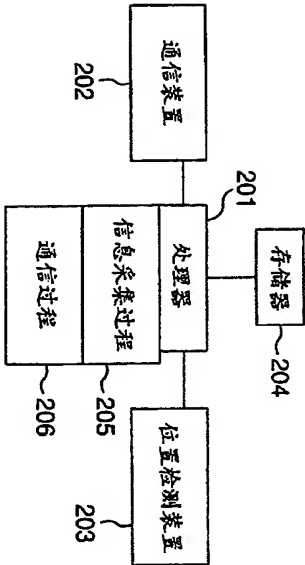 通信装置
202
201
处理器
信息采集过程
205
通信过程
206
存储器
204
位置检测装置
203